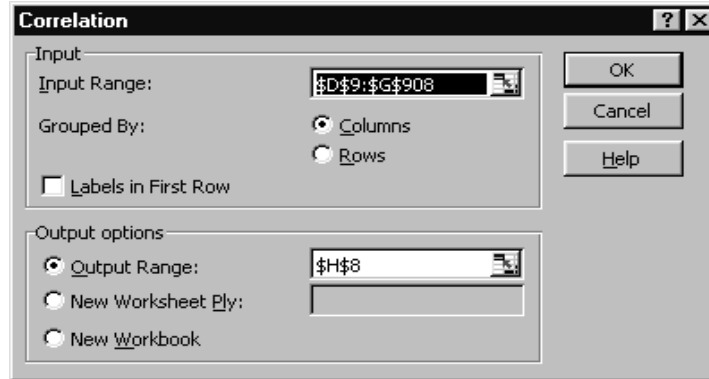 Correlation
Input
Input Range: $D$9:$G$908
Grouped By: Columns
Rows
Labels in First Row
Output options
Output Range: $H$8
New Worksheet Ply:
New Workbook
OK
Cancel
Help